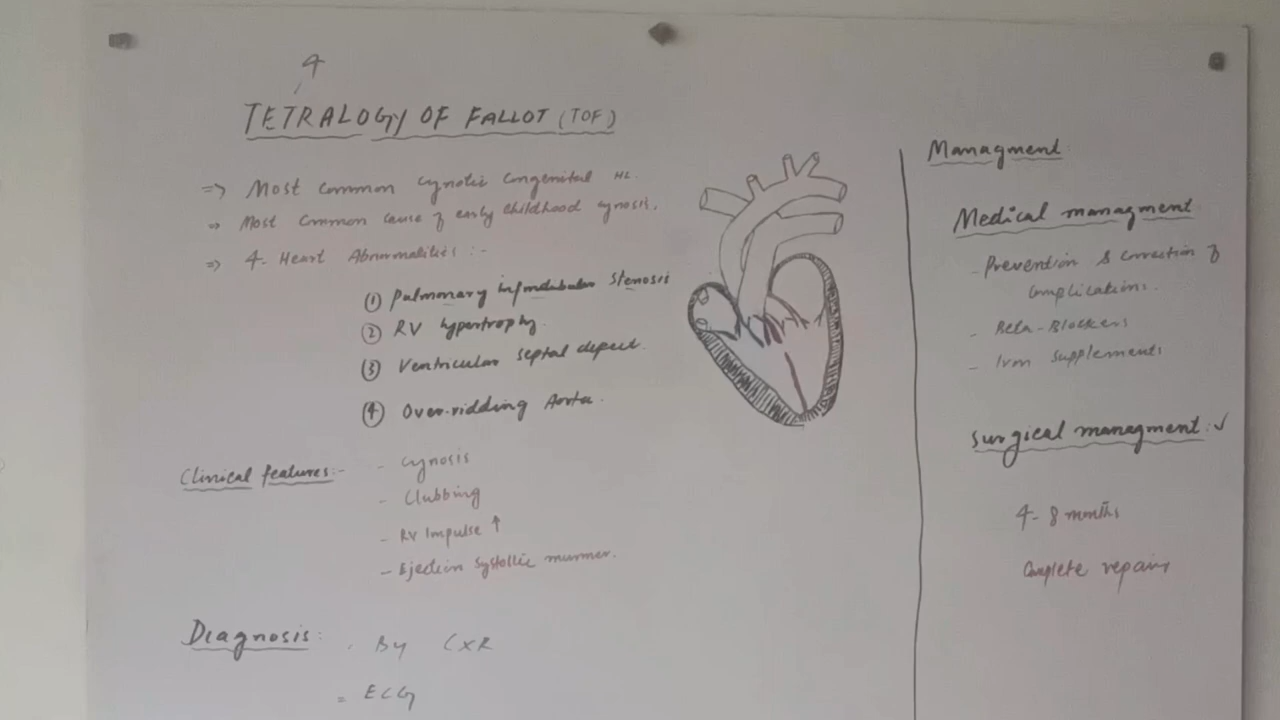 4
TETRALOGY OF FALLOT (TOF)
=> Most Common Cynotic Congenital HL.
=> Most Common Cause of early childhood cynosis.
=> 4- Heart Abnormalities :-
① Pulmonary Stenosis
② RV hypertrophy.
③ Ventricular septal defect.
④ Over-ridding Aorta.
Clinical features:-
- Cynosis
- Clubbing
- RV Impulse ↑
- Ejection Systollic murmer.
Diagnosis:
. By CXR
= ECG
Managment
Medical managment
- Prevention & correction of
Complications.
- Beta-Blockers
- Iron Supplements
Surgical managment: ✓
4- 8 months
Complete repair